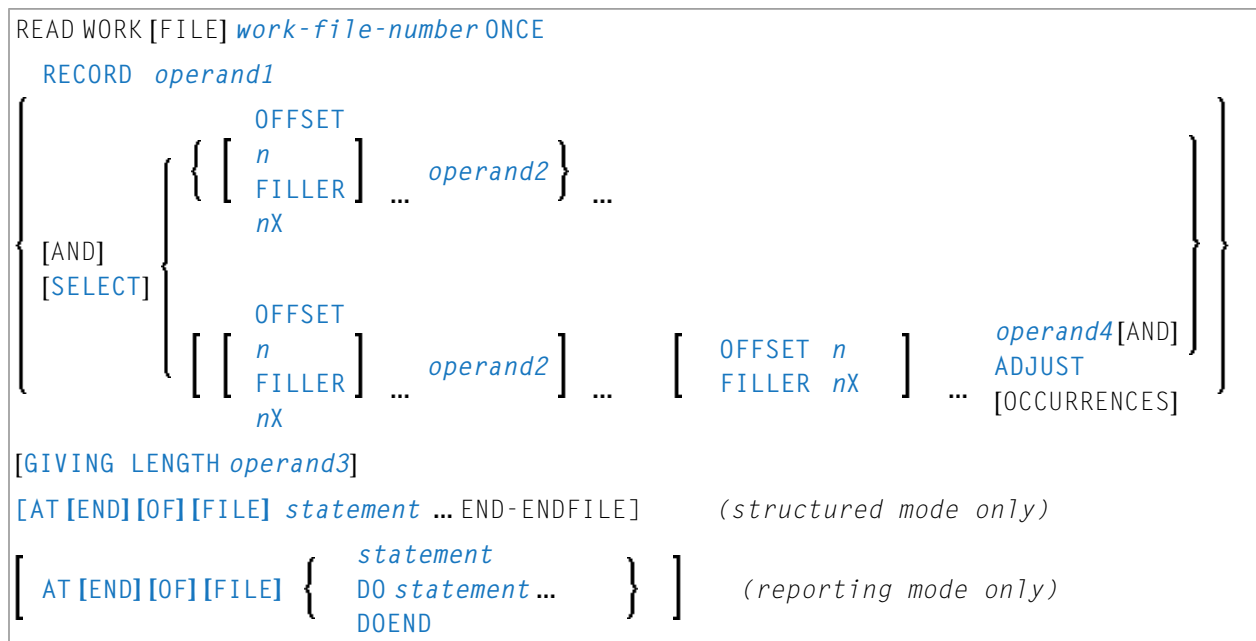 READ WORK [FILE] work-file-number ONCE
RECORD operand1
OFFSET
n
FILLER
nX
{ [ ] ... operand2 } ...
[AND]
[SELECT]
OFFSET
n
FILLER
nX
[ [ ] ... operand2 ] ...
[ OFFSET n
FILLER nX ] ...
operand4 [AND]
ADJUST
[OCCURRENCES]
[GIVING LENGTH operand3]
[AT [END] [OF] [FILE] statement ... END-ENDFILE] (structured mode only)
[ AT [END] [OF] [FILE] { statement
DO statement ...
DOEND } ] (reporting mode only)